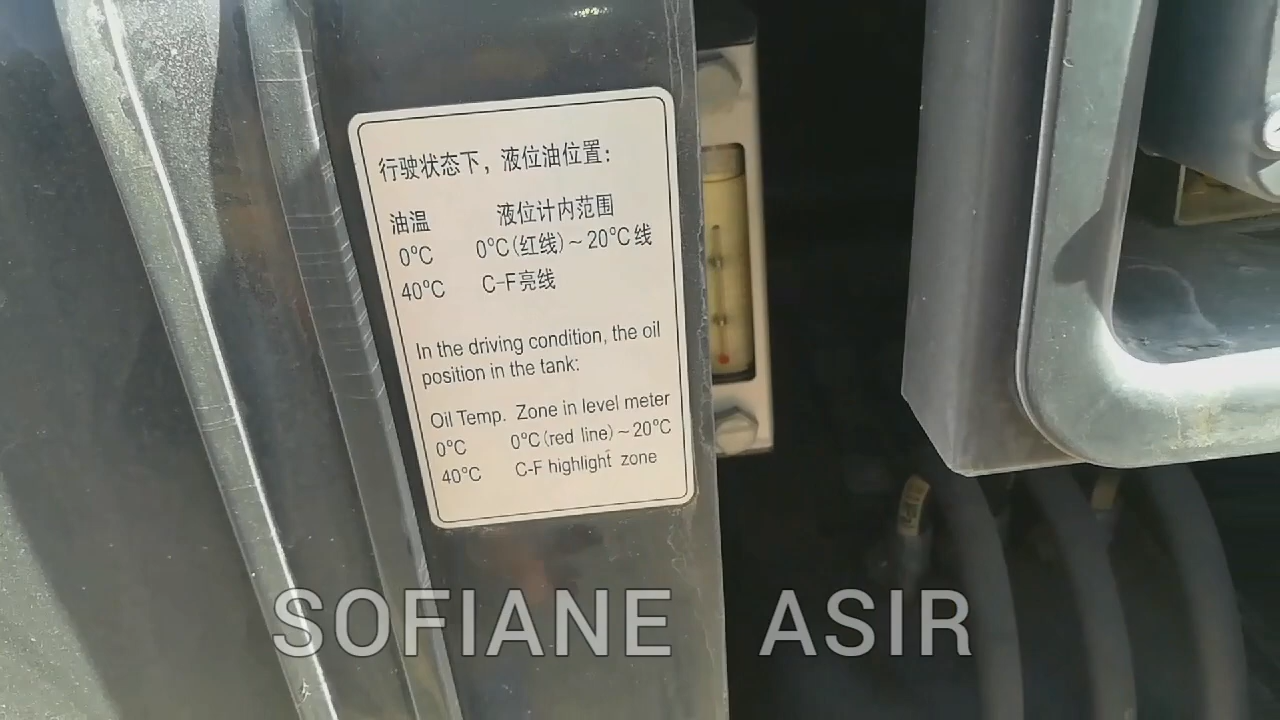 行驶状态下，液位油位置：
油温 液位计内范围
0℃ 0℃(红线)~20℃线
40℃ C-F亮线
In the driving condition, the oil
position in the tank:
Oil Temp. Zone in level meter
0℃ 0℃(red line)~20℃
40℃ C-F highlight zone
SOFIANE ASIR